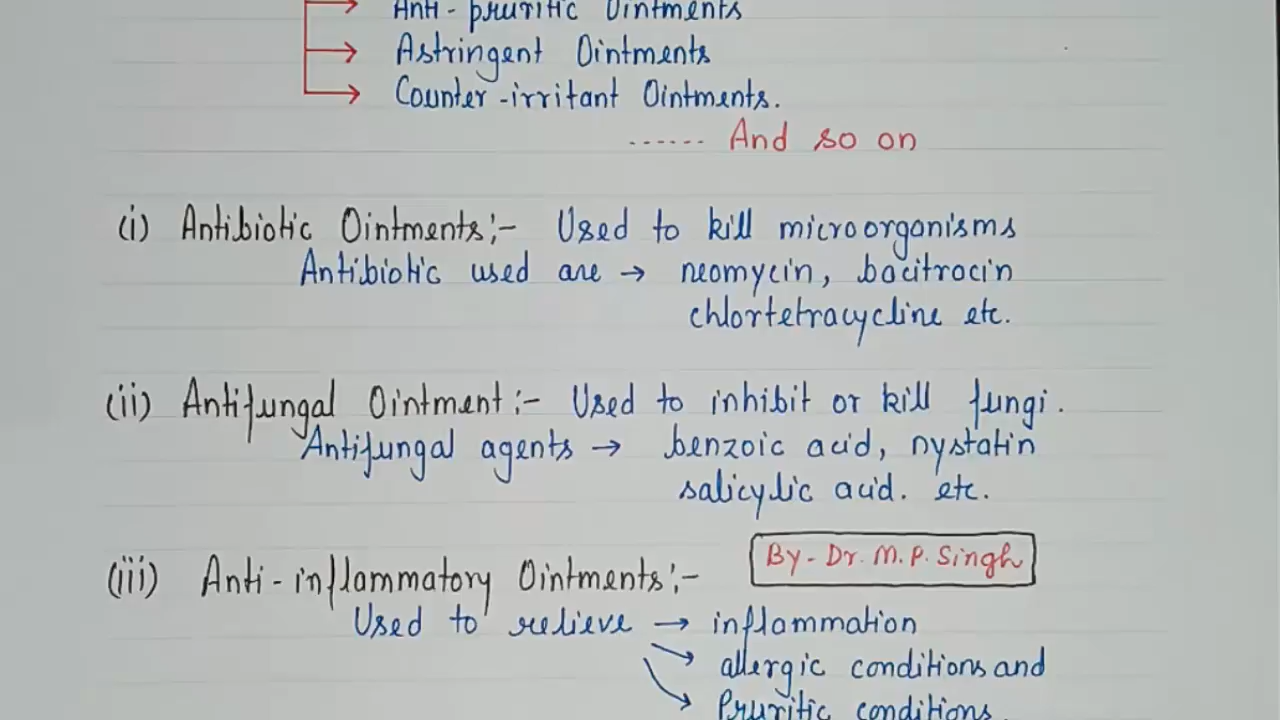 Anti-pruritic Ointments
Astringent Ointments
Counter-irritant Ointments.
...... And so on
(i) Antibiotic Ointments:- Used to kill microorganisms
Antibiotic used are → neomycin, bacitrocin
chlortetracycline etc.
(ii) Antifungal Ointment:- Used to inhibit or kill fungi.
Antifungal agents → benzoic acid, nystatin
salicylic acid. etc.
By- Dr. M. P. Singh
(iii) Anti-inflammatory Ointments:-
Used to relieve → inflammation
allergic conditions and
Pruritic conditions.